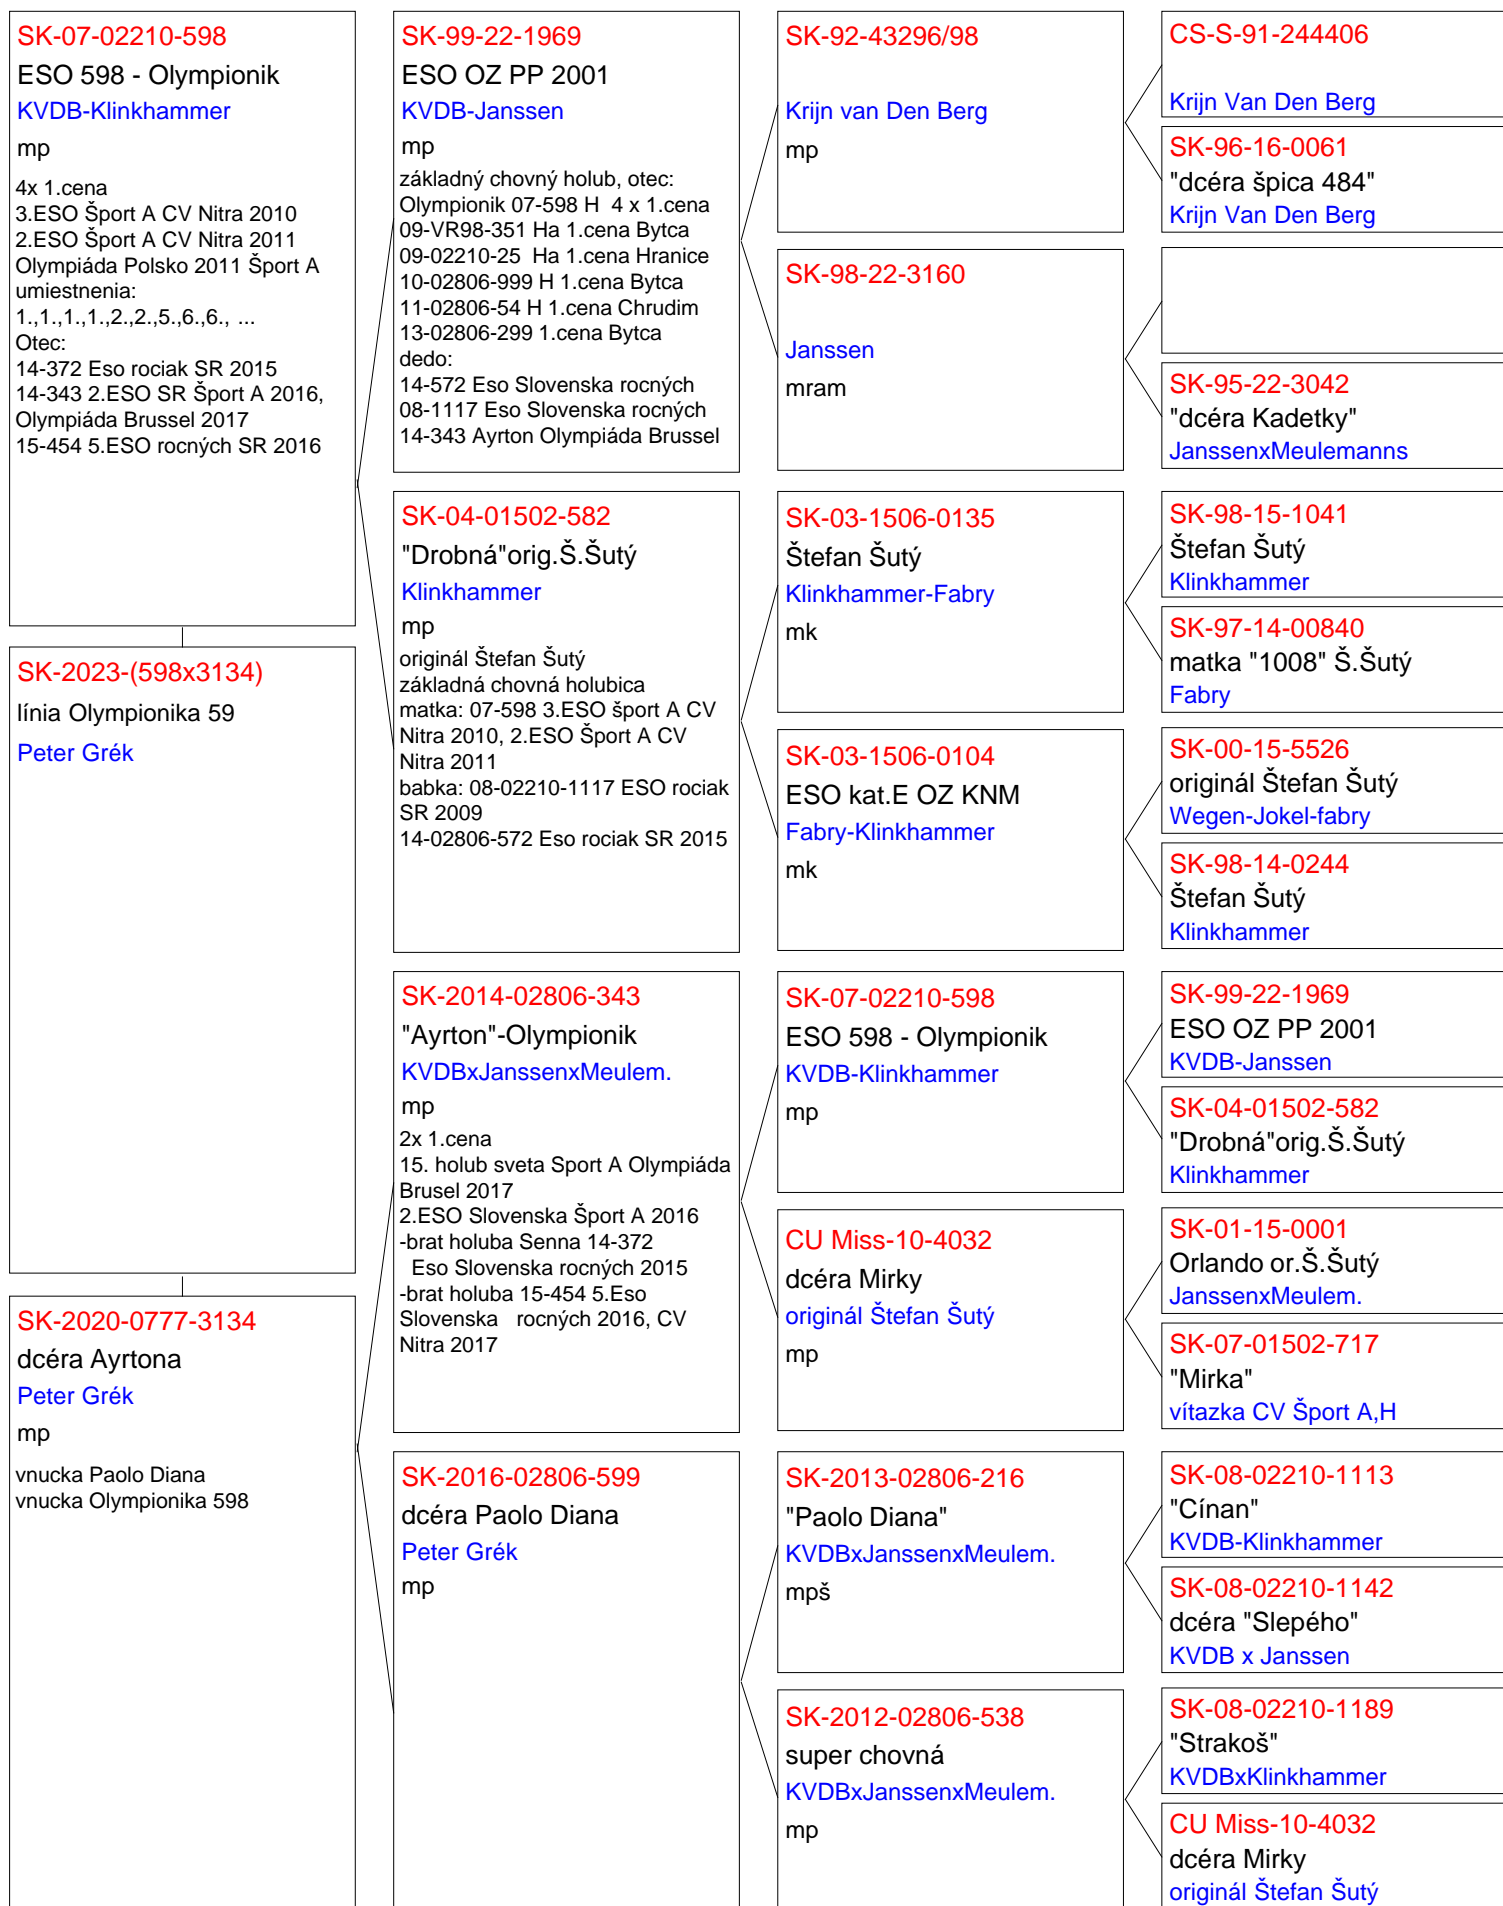 SK-07-02210-598
ESO 598 - Olympionik
KVDB-Klinkhammer
mp
4x 1.cena
3.ESO Šport A CV Nitra 2010
2.ESO Šport A CV Nitra 2011
Olympiáda Polsko 2011 Šport A
umiestnenia:
1.,1.,1.,1.,2.,2.,5.,6.,6., ...
Otec:
14-372 Eso rociak SR 2015
14-343 2.ESO SR Šport A 2016,
Olympiáda Brussel 2017
15-454 5.ESO rocných SR 2016
SK-2023-(598x3134)
línia Olympionika 59
Peter Grék
SK-2020-0777-3134
dcéra Ayrtona
Peter Grék
mp
vnucka Paolo Diana
vnucka Olympionika 598
SK-99-22-1969
ESO OZ PP 2001
KVDB-Janssen
mp
základný chovný holub, otec:
Olympionik 07-598 H  4 x 1.cena
09-VR98-351 Ha 1.cena Bytca
09-02210-25  Ha 1.cena Hranice
10-02806-999 H 1.cena Bytca
11-02806-54 H 1.cena Chrudim
13-02806-299 1.cena Bytca
dedo:
14-572 Eso Slovenska rocných
08-1117 Eso Slovenska rocných
14-343 Ayrton Olympiáda Brussel
SK-04-01502-582
"Drobná"orig.Š.Šutý
Klinkhammer
mp
originál Štefan Šutý
základná chovná holubica
matka: 07-598 3.ESO šport A CV
Nitra 2010, 2.ESO Šport A CV
Nitra 2011
babka: 08-02210-1117 ESO rociak
SR 2009
14-02806-572 Eso rociak SR 2015
SK-2014-02806-343
"Ayrton"-Olympionik
KVDBxJanssenxMeulem.
mp
2x 1.cena
15. holub sveta Sport A Olympiáda
Brusel 2017
2.ESO Slovenska Šport A 2016
-brat holuba Senna 14-372
Eso Slovenska rocných 2015
-brat holuba 15-454 5.Eso
Slovenska   rocných 2016, CV
Nitra 2017
SK-2016-02806-599
dcéra Paolo Diana
Peter Grék
mp
SK-92-43296/98
Krijn van Den Berg
mp
SK-98-22-3160
Janssen
mram
SK-03-1506-0135
Štefan Šutý
Klinkhammer-Fabry
mk
SK-03-1506-0104
ESO kat.E OZ KNM
Fabry-Klinkhammer
mk
SK-07-02210-598
ESO 598 - Olympionik
KVDB-Klinkhammer
mp
CU Miss-10-4032
dcéra Mirky
originál Štefan Šutý
mp
SK-2013-02806-216
"Paolo Diana"
KVDBxJanssenxMeulem.
mpš
SK-2012-02806-538
super chovná
KVDBxJanssenxMeulem.
mp
CS-S-91-244406
Krijn Van Den Berg
SK-96-16-0061
"dcéra špica 484"
Krijn Van Den Berg
SK-95-22-3042
"dcéra Kadetky"
JanssenxMeulemanns
SK-98-15-1041
Štefan Šutý
Klinkhammer
SK-97-14-00840
matka "1008" Š.Šutý
Fabry
SK-00-15-5526
originál Štefan Šutý
Wegen-Jokel-fabry
SK-98-14-0244
Štefan Šutý
Klinkhammer
SK-99-22-1969
ESO OZ PP 2001
KVDB-Janssen
SK-04-01502-582
"Drobná"orig.Š.Šutý
Klinkhammer
SK-01-15-0001
Orlando or.Š.Šutý
JanssenxMeulem.
SK-07-01502-717
"Mirka"
vítazka CV Šport A,H
SK-08-02210-1113
"Cínan"
KVDB-Klinkhammer
SK-08-02210-1142
dcéra "Slepého"
KVDB x Janssen
SK-08-02210-1189
"Strakoš"
KVDBxKlinkhammer
CU Miss-10-4032
dcéra Mirky
originál Štefan Šutý